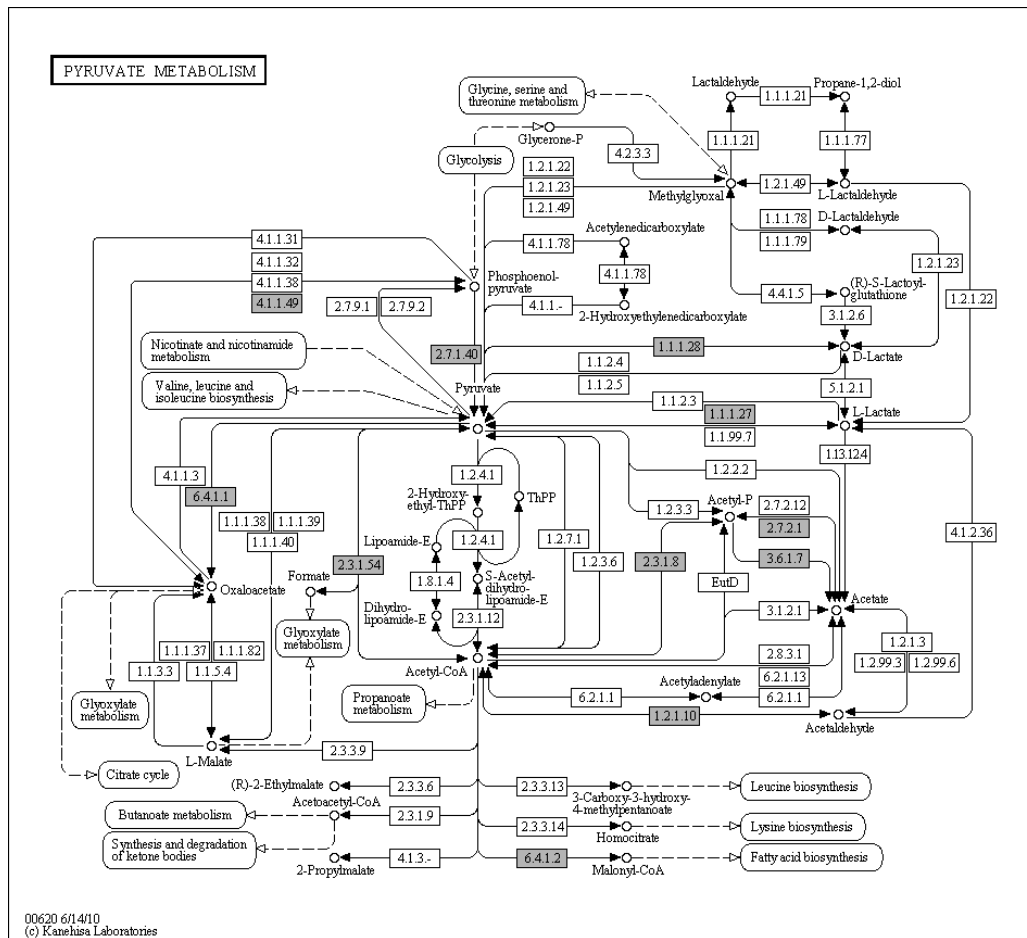 PYRUVATE METABOLISM
Lactaldehyde
Propane-1,2-diol
Glycine, serine and
threonine metabolism
1.1.1.21
Glycerone-P
4.2.3.3
1.1.1.21
1.1.1.77
Glycolysis
1.2.1.22
1.2.1.23
1.2.1.49
Methylglyoxal
1.2.1.49
L-Lactaldehyde
D-Lactaldehyde
1.1.1.78
1.1.1.79
Acetylenedicarboxylate
4.1.1.31
4.1.1.78
4.1.1.32
4.1.1.38
4.1.1.49
4.1.1.78
1.2.1.23
Phosphoenol-
pyruvate
(R)-S-Lactoyl-
glutathione
4.4.1.5
1.2.1.22
2.7.9.1
2.7.9.2
4.1.1.-
2-Hydroxyethylenedicarboxylate
3.1.2.6
Nicotinate and nicotinamide
metabolism
2.7.1.40
1.1.1.28
D-Lactate
1.1.2.4
1.1.2.5
Valine, leucine and
isoleucine biosynthesis
Pyruvate
5.1.2.1
1.1.2.3
1.1.1.27
1.1.99.7
L-Lactate
1.13.12.4
4.1.1.3
6.4.1.1
1.2.4.1
1.2.2.2
2-Hydroxy-
ethyl-ThPP
ThPP
Acetyl-P
1.2.3.3
2.7.2.12
2.7.2.1
1.1.1.38
1.1.1.39
1.1.1.40
4.1.2.36
Lipoamide-E
1.2.4.1
1.2.7.1
1.2.3.6
2.3.1.54
2.3.1.8
3.6.1.7
Formate
1.8.1.4
S-Acetyl-
dihydro-
lipoamide-E
EutD
Oxaloacetate
Dihydro-
lipoamide-E
2.3.1.12
3.1.2.1
Acetate
Glyoxylate
metabolism
1.1.1.37
1.1.1.82
1.1.3.3
1.1.5.4
Acetyl-CoA
2.8.3.1
6.2.1.13
1.2.1.3
1.2.99.3
1.2.99.6
Acetyladenylate
6.2.1.1
6.2.1.1
Glyoxylate
metabolism
Propanoate
metabolism
1.2.1.10
Acetaldehyde
L-Malate
2.3.3.9
Citrate cycle
(R)-2-Ethylmalate
2.3.3.6
2.3.3.13
3-Carboxy-3-hydroxy-
4-methylpentanoate
Leucine biosynthesis
Acetoacetyl-CoA
Butanoate metabolism
2.3.1.9
2.3.3.14
Homocitrate
Lysine biosynthesis
Synthesis and degradation
of ketone bodies
4.1.3.-
2-Propylmalate
6.4.1.2
Malonyl-CoA
Fatty acid biosynthesis
00620 6/14/10
(c) Kanehisa Laboratories